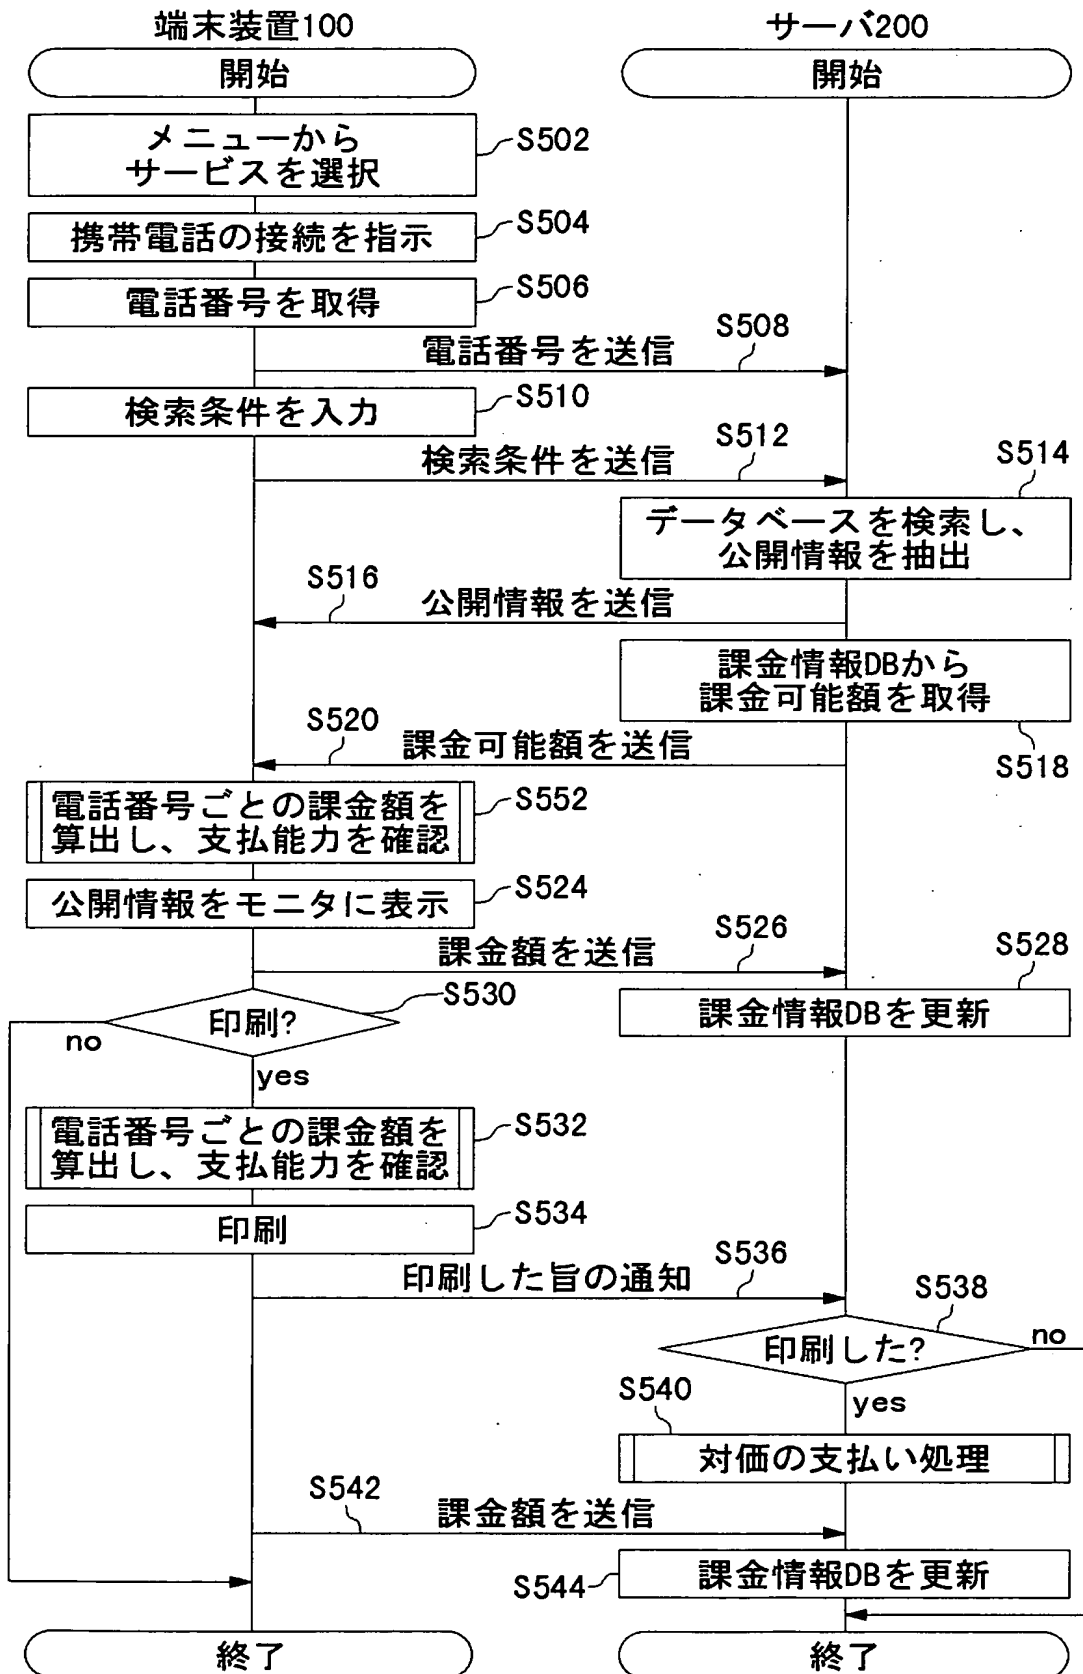 端末装置100
サーバ200
開始
開始
メニューから
サービスを選択
S502
携帯電話の接続を指示
S504
電話番号を取得
S506
電話番号を送信
S508
検索条件を入力
S510
検索条件を送信
S512
S514
データベースを検索し、
公開情報を抽出
S516
公開情報を送信
課金情報DBから
課金可能額を取得
S518
S520
課金可能額を送信
電話番号ごとの課金額を
算出し、支払能力を確認
S552
公開情報をモニタに表示
S524
課金額を送信
S526
S528
課金情報DBを更新
印刷?
S530
no
yes
電話番号ごとの課金額を
算出し、支払能力を確認
S532
印刷
S534
印刷した旨の通知
S536
S538
印刷した?
no
yes
S540
対価の支払い処理
S542
課金額を送信
課金情報DBを更新
S544
終了
終了